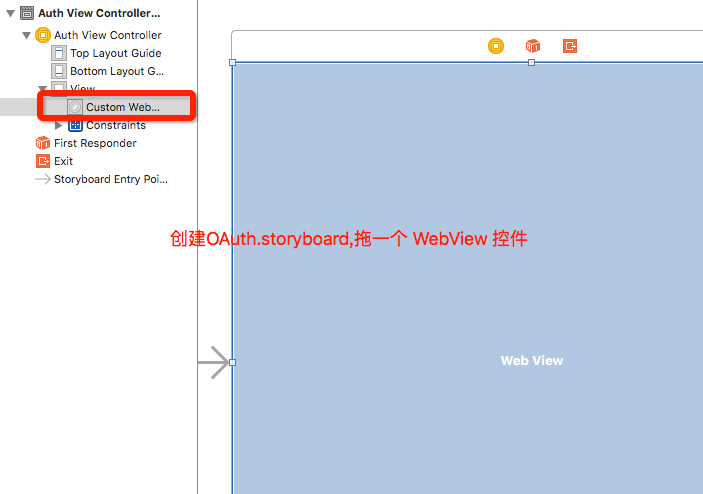 Auth View Controller...
Auth View Controller
Top Layout Guide
Bottom Layout G...
View
Custom Web...
Constraints
First Responder
Exit
Storyboard Entry Poi...
创建OAuth.storyboard,拖一个 WebView 控件
Web View